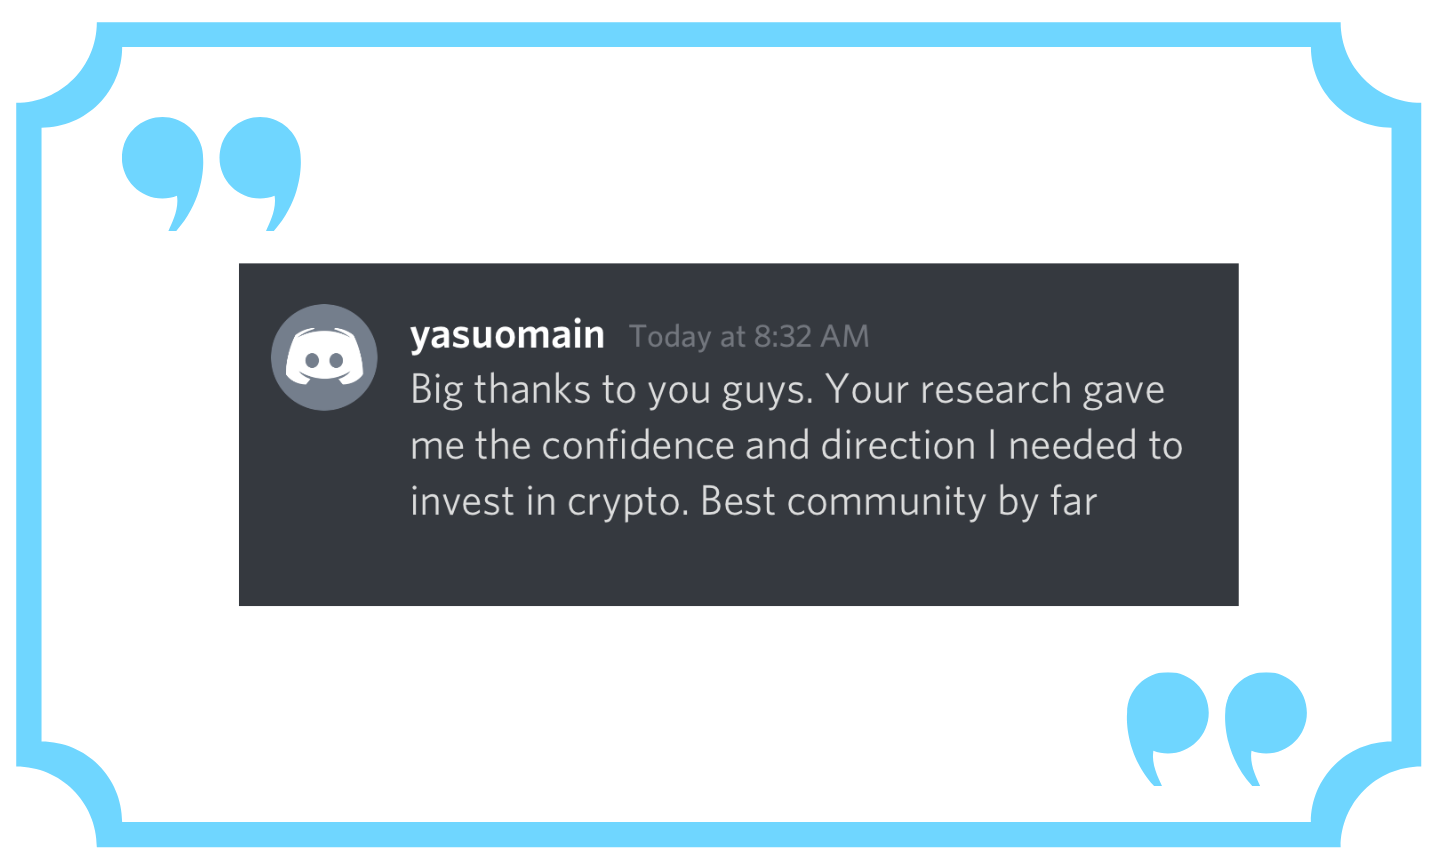 yasuomain Today at 8:32 AM
Big thanks to you guys. Your research gave
me the confidence and direction I needed to
invest in crypto. Best community by far